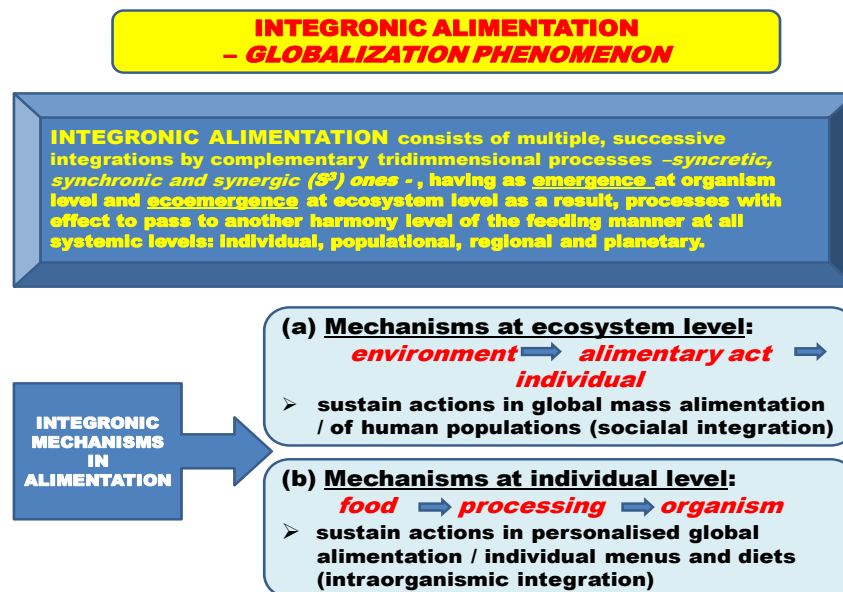 INTEGRONIC ALIMENTATION
– GLOBALIZATION PHENOMENON
INTEGRONIC ALIMENTATION consists of multiple, successive
integrations by complementary tridimmensional processes –syncretic,
synchronic and synergic (S³) ones - , having as emergence at organism
level and ecoemergence at ecosystem level as a result, processes with
effect to pass to another harmony level of the feeding manner at all
systemic levels: individual, populational, regional and planetary.
INTEGRONIC
MECHANISMS
IN
ALIMENTATION
(a) Mechanisms at ecosystem level:
environment alimentary act
individual
sustain actions in global mass alimentation
/ of human populations (socialal integration)
(b) Mechanisms at individual level:
food processing organism
sustain actions in personalised global
alimentation / individual menus and diets
(intraorganismic integration)